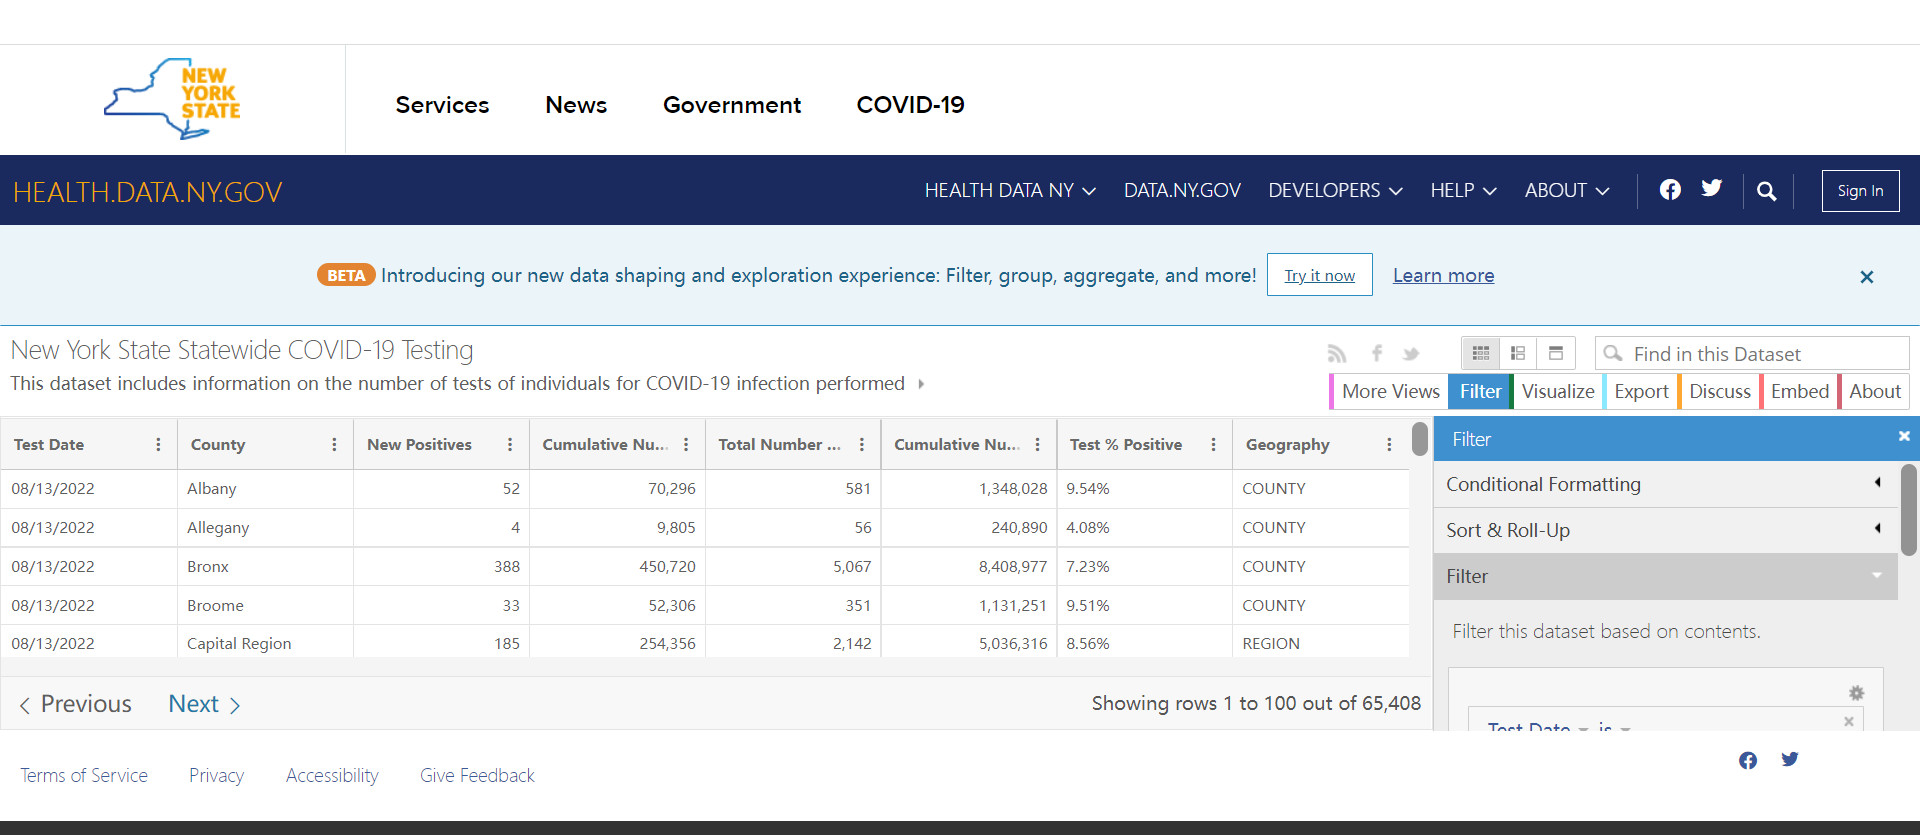 NEW
YORK
STATE
Services News Government COVID-19
HEALTH.DATA.NY.GOV HEALTH DATA NY DATA.NY.GOV DEVELOPERS HELP ABOUT Sign In
BETA Introducing our new data shaping and exploration experience: Filter, group, aggregate, and more! Try it now Learn more
New York State Statewide COVID-19 Testing
Find in this Dataset
This dataset includes information on the number of tests of individuals for COVID-19 infection performed
More Views Filter Visualize Export Discuss Embed About
Test Date County New Positives Cumulative Nu... Total Number ... Cumulative Nu... Test % Positive Geography
08/13/2022 Albany 52 70,296 581 1,348,028 9.54% COUNTY
08/13/2022 Allegany 4 9,805 56 240,890 4.08% COUNTY
08/13/2022 Bronx 388 450,720 5,067 8,408,977 7.23% COUNTY
08/13/2022 Broome 33 52,306 351 1,131,251 9.51% COUNTY
08/13/2022 Capital Region 185 254,356 2,142 5,036,316 8.56% REGION
Previous Next Showing rows 1 to 100 out of 65,408
Filter
Conditional Formatting
Sort & Roll-Up
Filter
Filter this dataset based on contents.
Test Date is
Terms of Service Privacy Accessibility Give Feedback